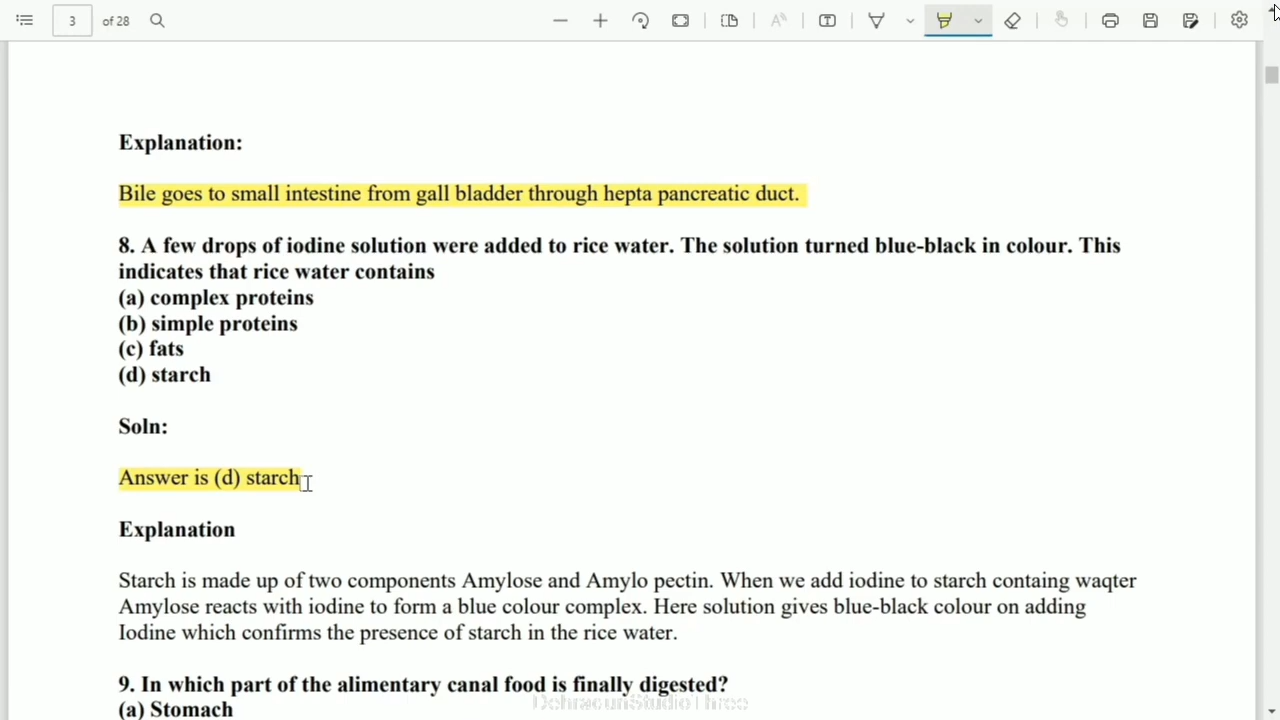 3 of 28
Explanation:
Bile goes to small intestine from gall bladder through hepta pancreatic duct.
8. A few drops of iodine solution were added to rice water. The solution turned blue-black in colour. This
indicates that rice water contains
(a) complex proteins
(b) simple proteins
(c) fats
(d) starch
Soln:
Answer is (d) starch
Explanation
Starch is made up of two components Amylose and Amylo pectin. When we add iodine to starch containg waqter
Amylose reacts with iodine to form a blue colour complex. Here solution gives blue-black colour on adding
Iodine which confirms the presence of starch in the rice water.
9. In which part of the alimentary canal food is finally digested?
DehradunStudioThree
(a) Stomach